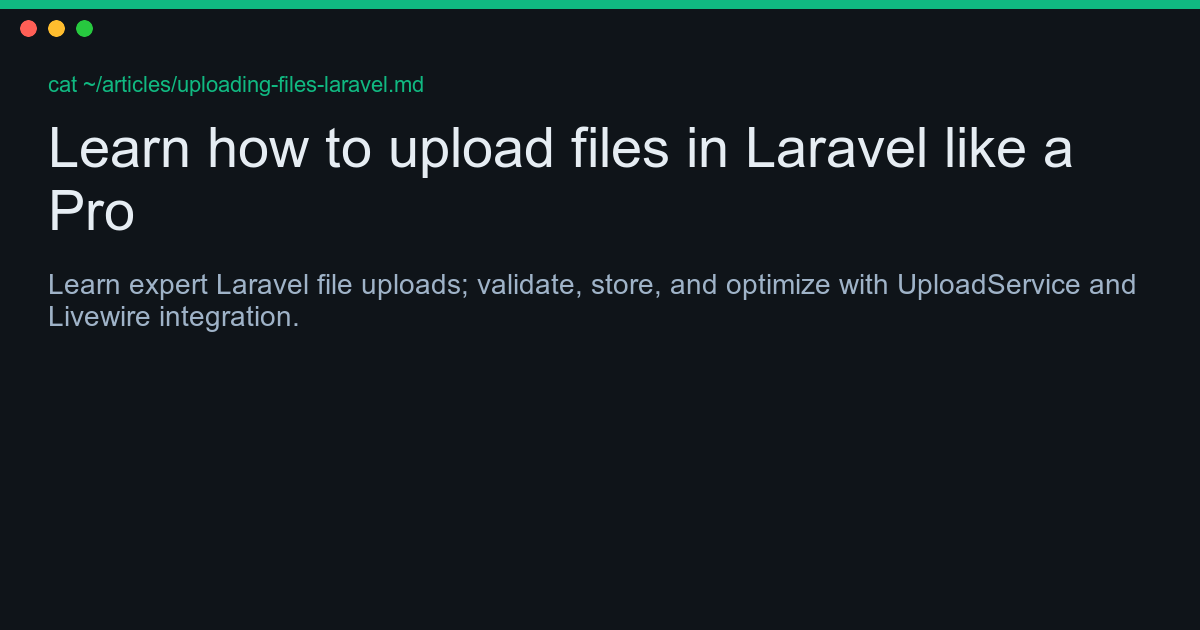 cat ~/articles/uploading-files-laravel.md
Learn how to upload files in Laravel like a
Pro
Learn expert Laravel file uploads; validate, store, and optimize with UploadService and
Livewire integration.